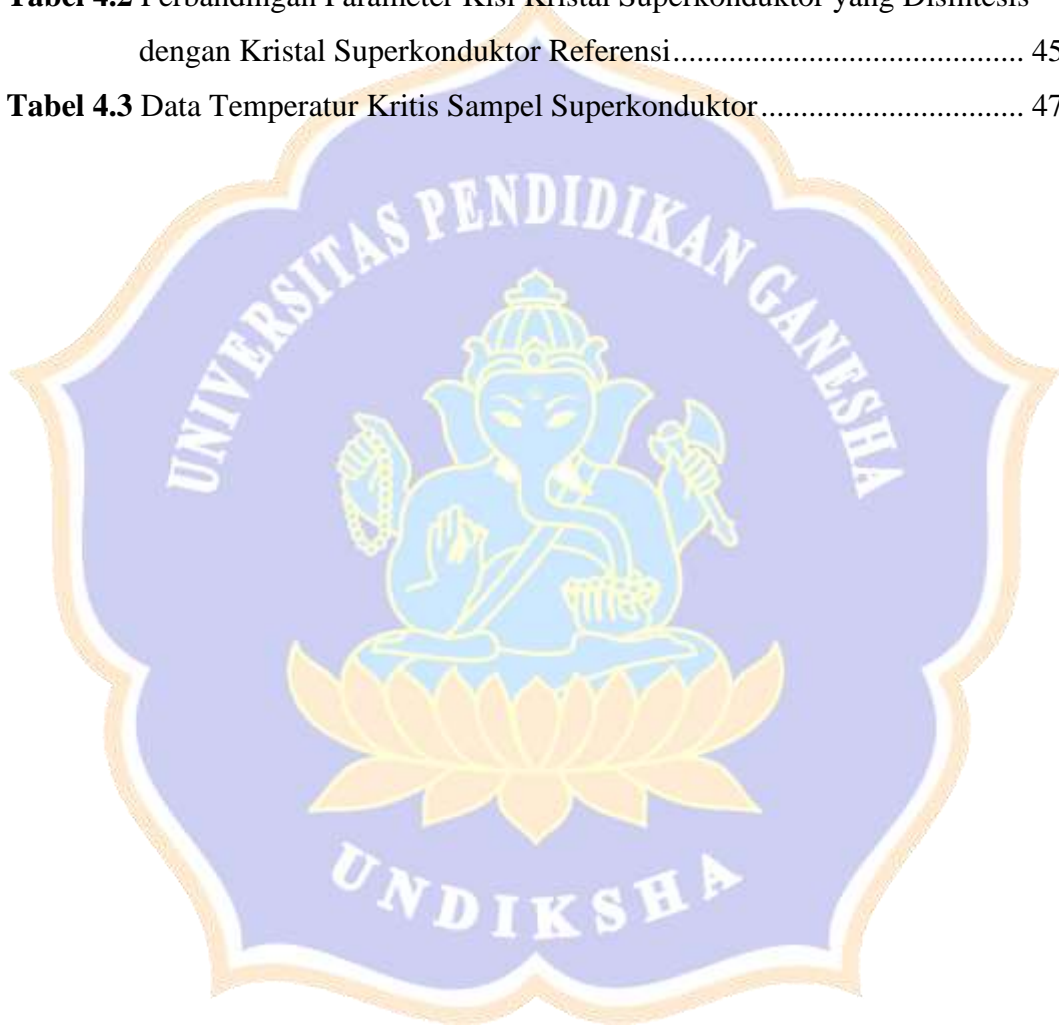 Tabel 4.2 Perbandingan Parameter Kisi Kristal Superkonduktor yang Disintesis
dengan Kristal Superkonduktor Referensi.......................................... 45
Tabel 4.3 Data Temperatur Kritis Sampel Superkonduktor................................ 47
UNIVERSITAS PENDIDIKAN GANESHA
UNDIKSHA